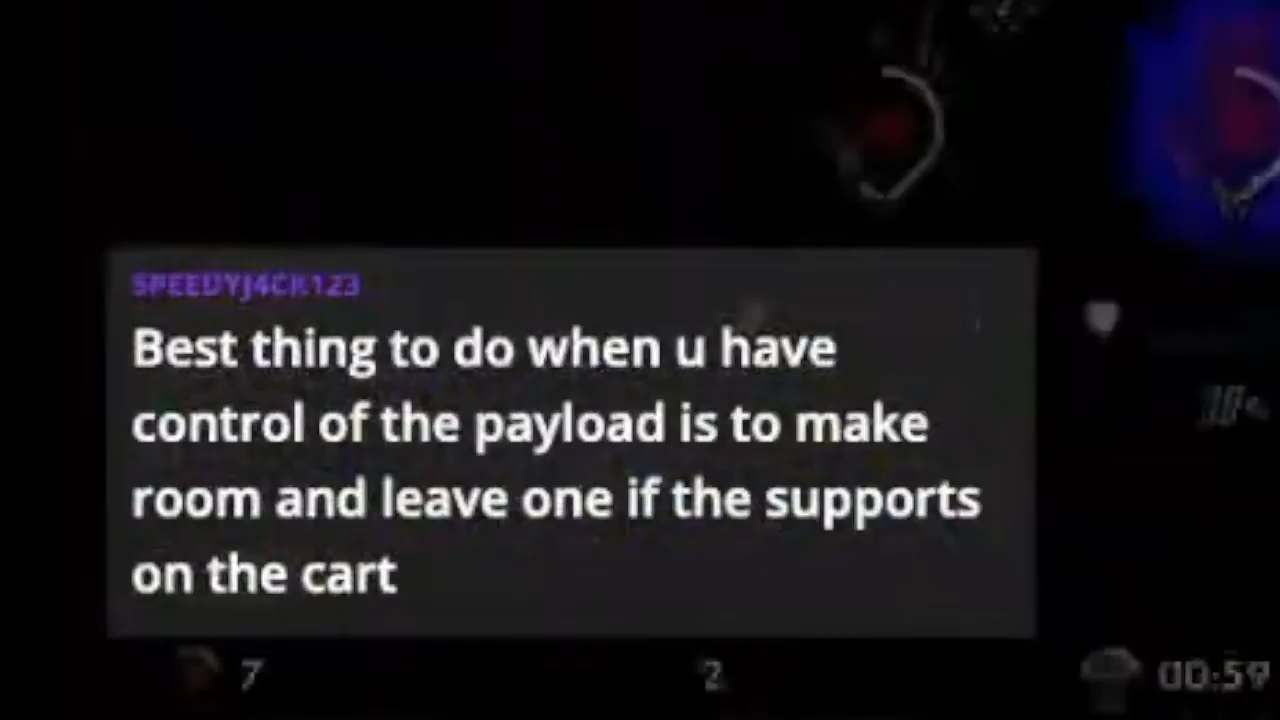 SPEEDYJ4CK123
Best thing to do when u have
control of the payload is to make
room and leave one if the supports
on the cart
7
2
00:59